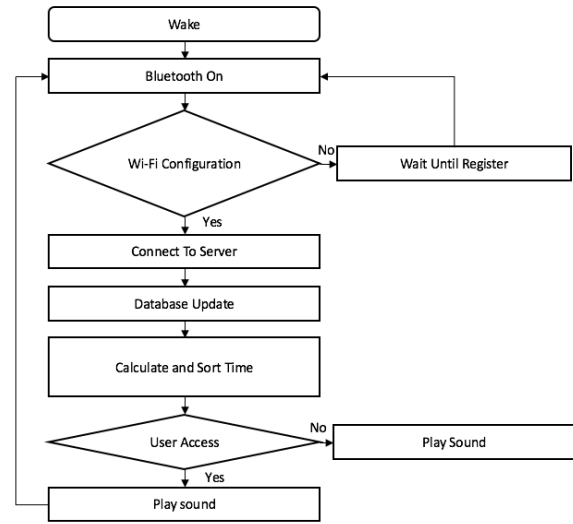 Wake
Bluetooth On
Wi-Fi Configuration
No
Wait Until Register
Yes
Connect To Server
Database Update
Calculate and Sort Time
User Access
No
Play Sound
Yes
Play sound